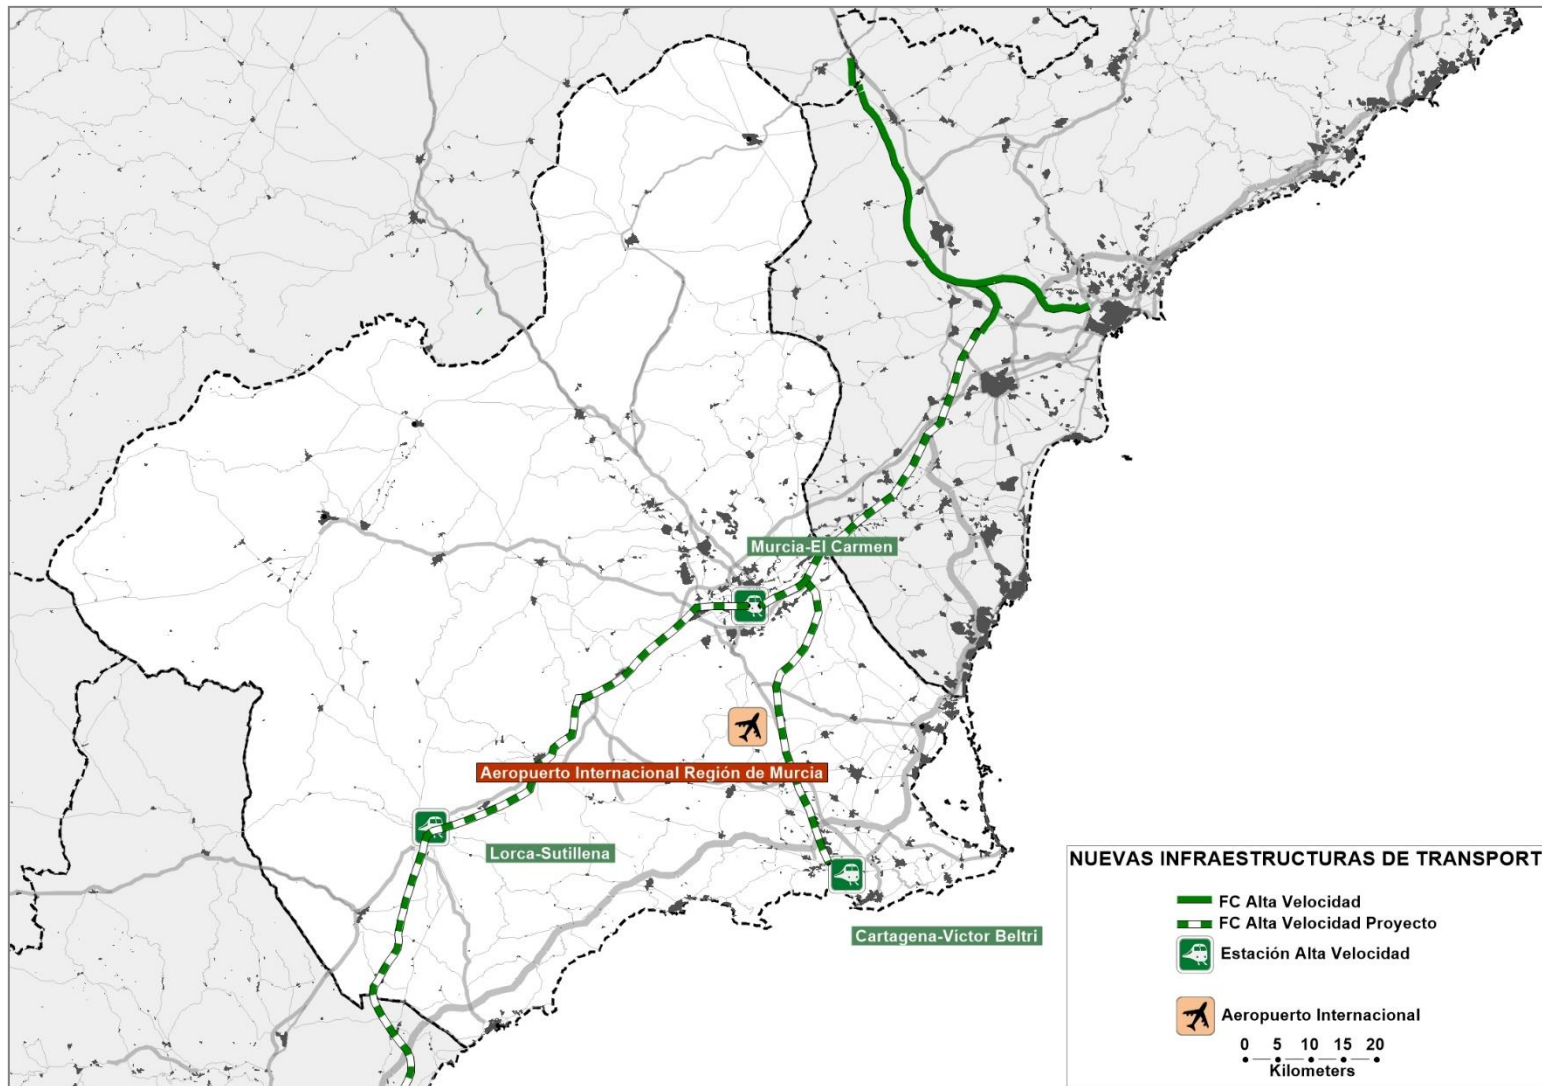 Murcia-El Carmen
Aeropuerto Internacional Región de Murcia
Lorca-Sutillena
Cartagena-Víctor Beltri
NUEVAS INFRAESTRUCTURAS DE TRANSPORT
FC Alta Velocidad
FC Alta Velocidad Proyecto
Estación Alta Velocidad
Aeropuerto Internacional
0 5 10 15 20
Kilometers